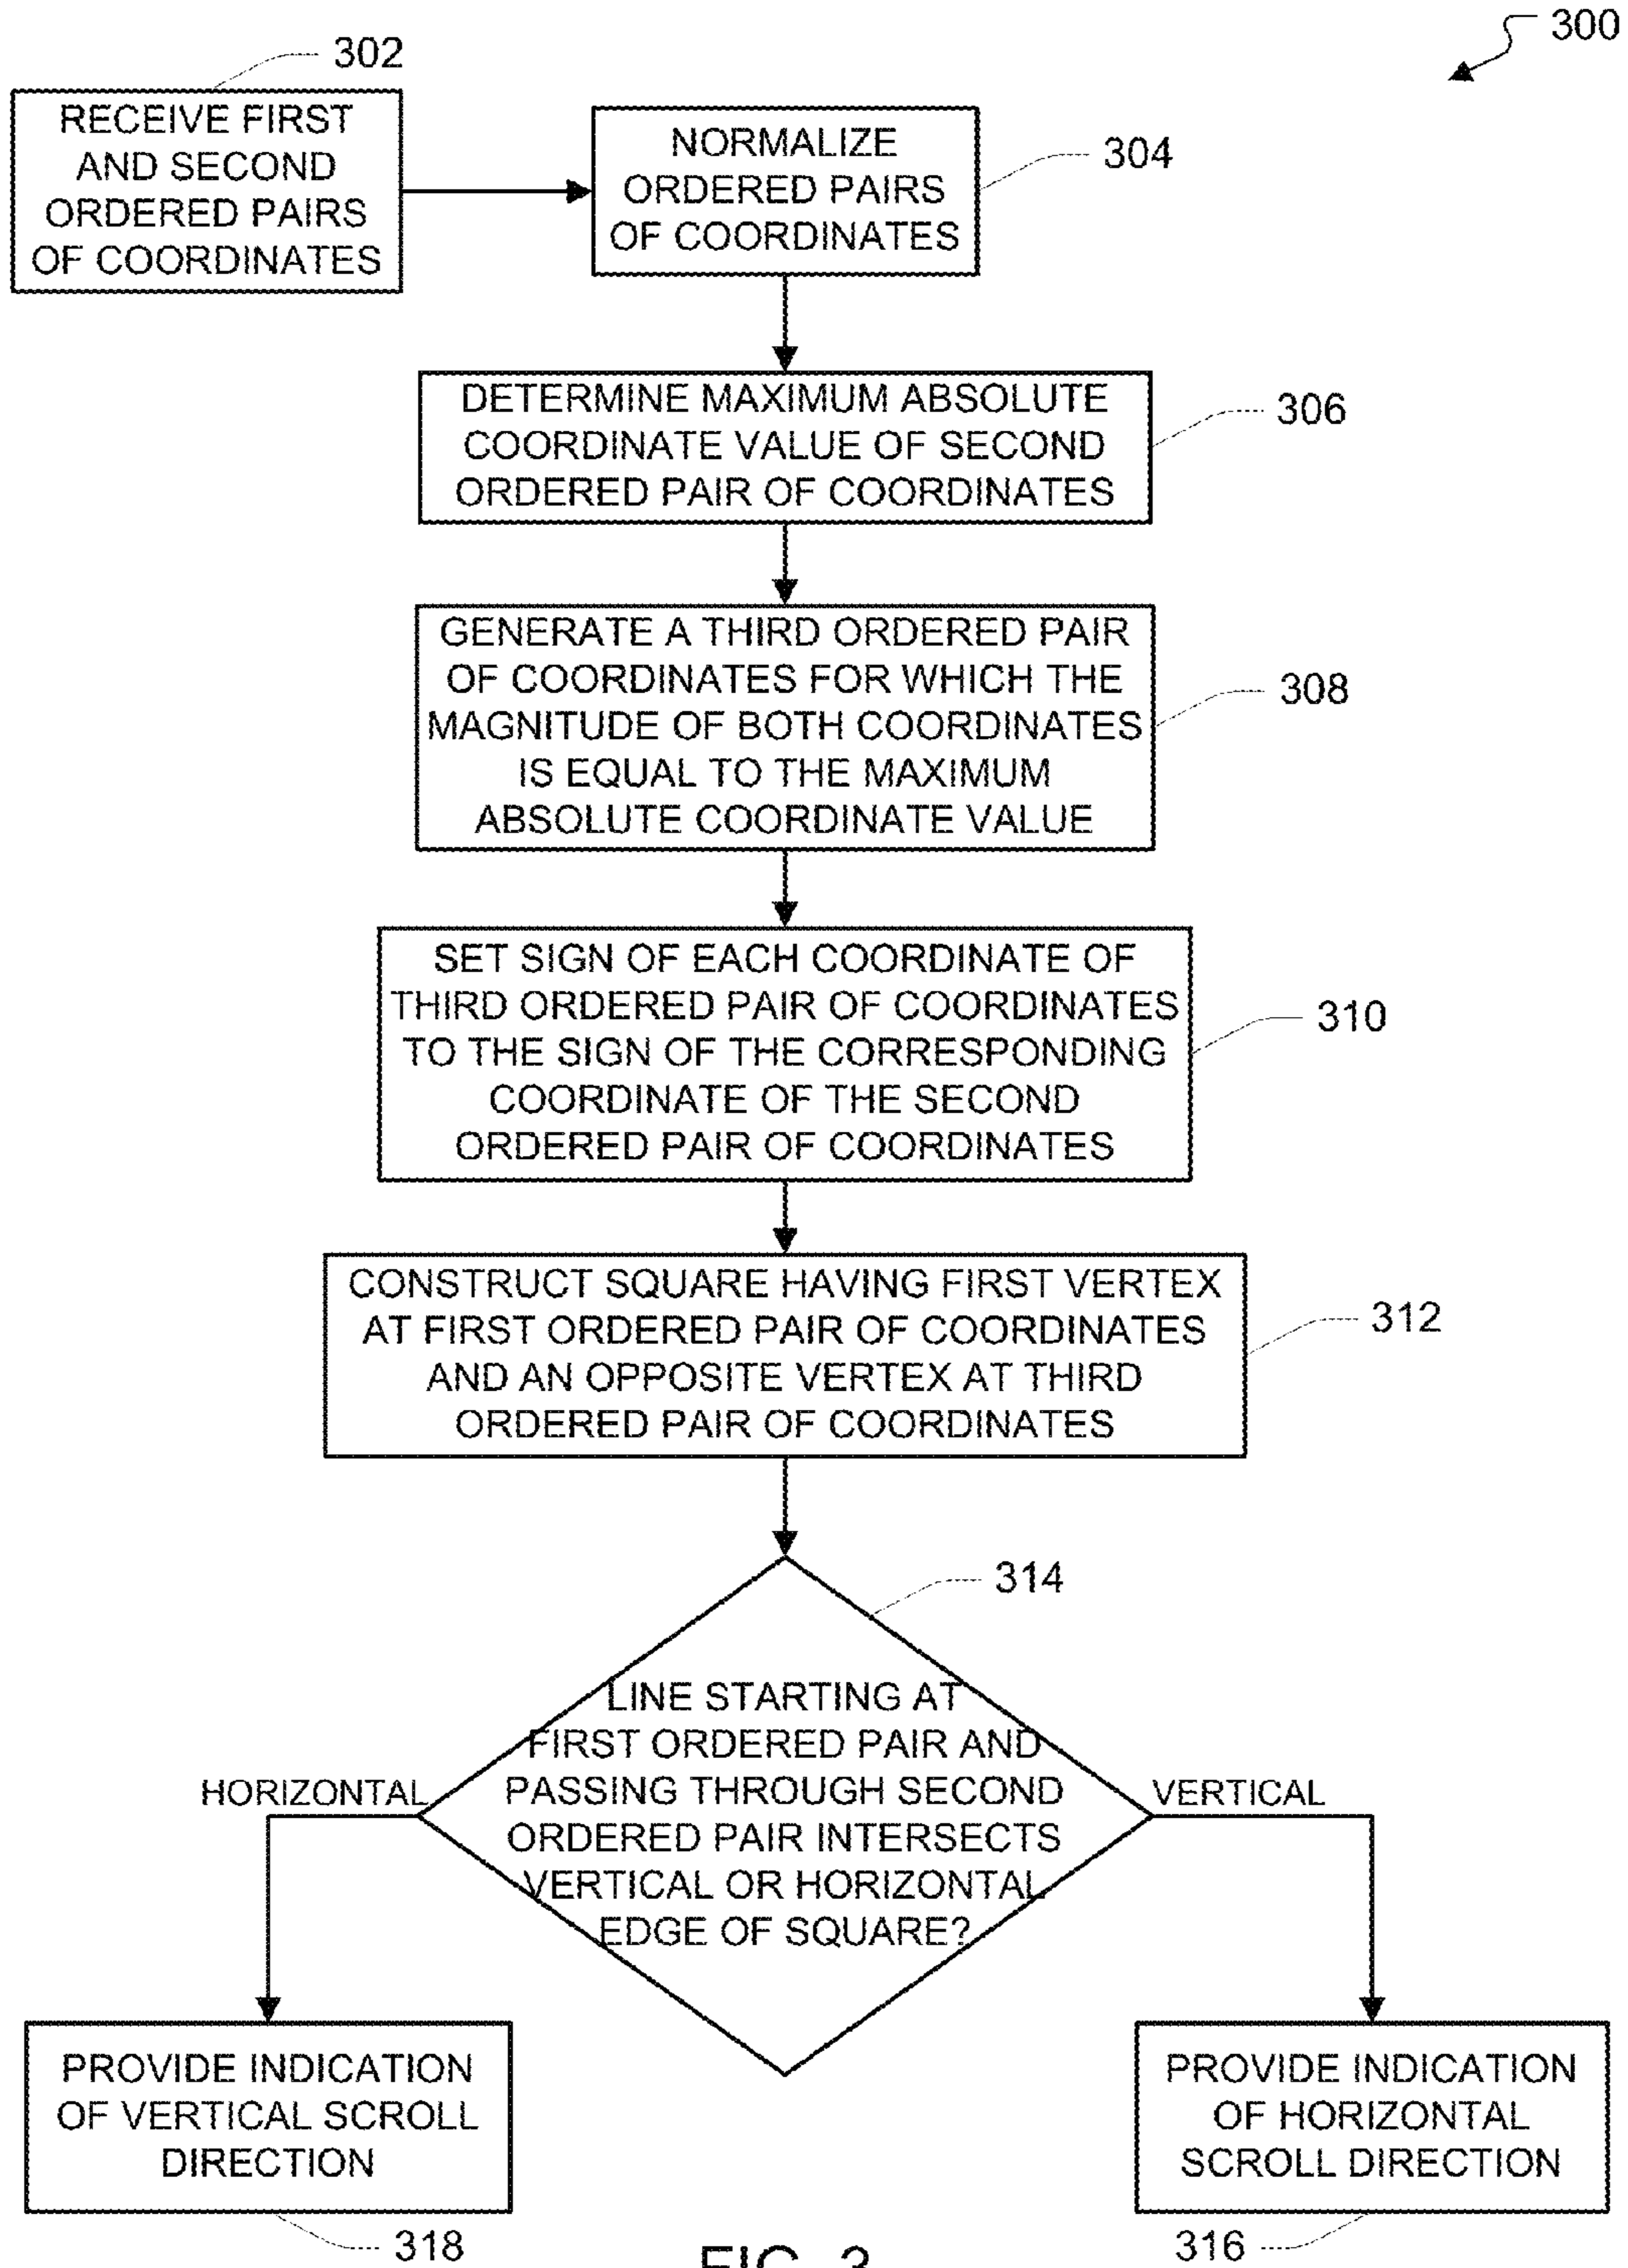 300
302
RECEIVE FIRST
AND SECOND
ORDERED PAIRS
OF COORDINATES
NORMALIZE
ORDERED PAIRS
OF COORDINATES
304
DETERMINE MAXIMUM ABSOLUTE
COORDINATE VALUE OF SECOND
ORDERED PAIR OF COORDINATES
306
GENERATE A THIRD ORDERED PAIR
OF COORDINATES FOR WHICH THE
MAGNITUDE OF BOTH COORDINATES
IS EQUAL TO THE MAXIMUM
ABSOLUTE COORDINATE VALUE
308
SET SIGN OF EACH COORDINATE OF
THIRD ORDERED PAIR OF COORDINATES
TO THE SIGN OF THE CORRESPONDING
COORDINATE OF THE SECOND
ORDERED PAIR OF COORDINATES
310
CONSTRUCT SQUARE HAVING FIRST VERTEX
AT FIRST ORDERED PAIR OF COORDINATES
AND AN OPPOSITE VERTEX AT THIRD
ORDERED PAIR OF COORDINATES
312
314
LINE STARTING AT
FIRST ORDERED PAIR AND
PASSING THROUGH SECOND
ORDERED PAIR INTERSECTS
VERTICAL OR HORIZONTAL
EDGE OF SQUARE?
HORIZONTAL
VERTICAL
PROVIDE INDICATION
OF VERTICAL SCROLL
DIRECTION
318
PROVIDE INDICATION
OF HORIZONTAL
SCROLL DIRECTION
316
FIG. 3